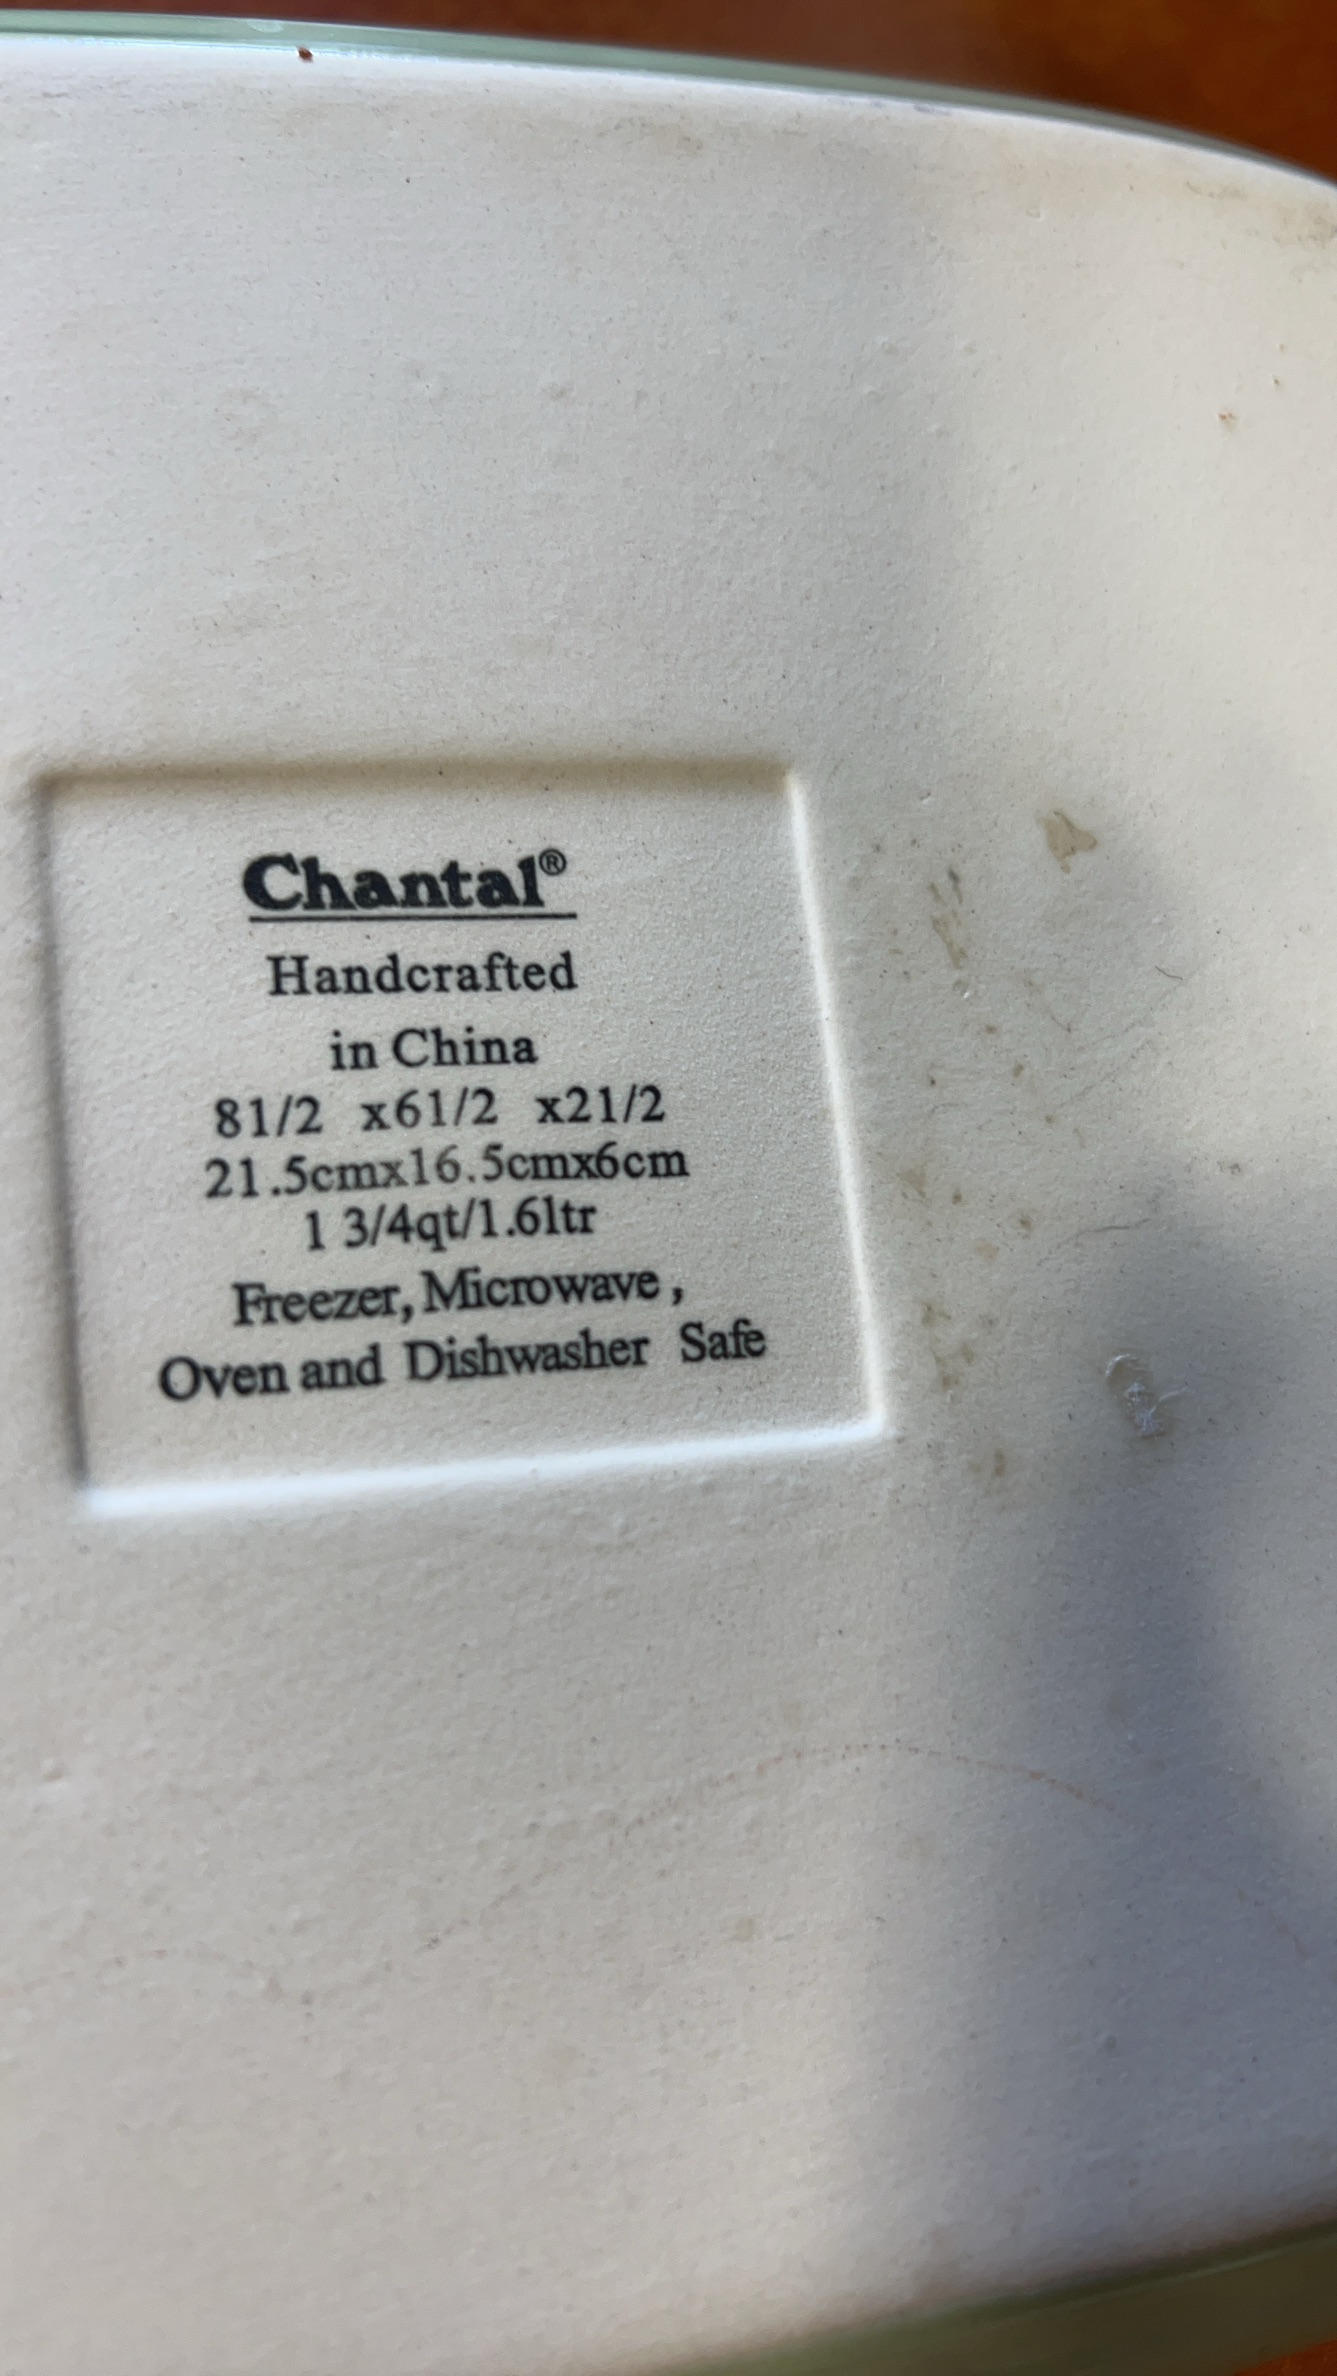 Chantal®
Handcrafted
in China
81/2 x61/2 x21/2
21.5cmx16.5cmx6cm
1 3/4qt/1.6ltr
Freezer, Microwave ,
Oven and Dishwasher Safe